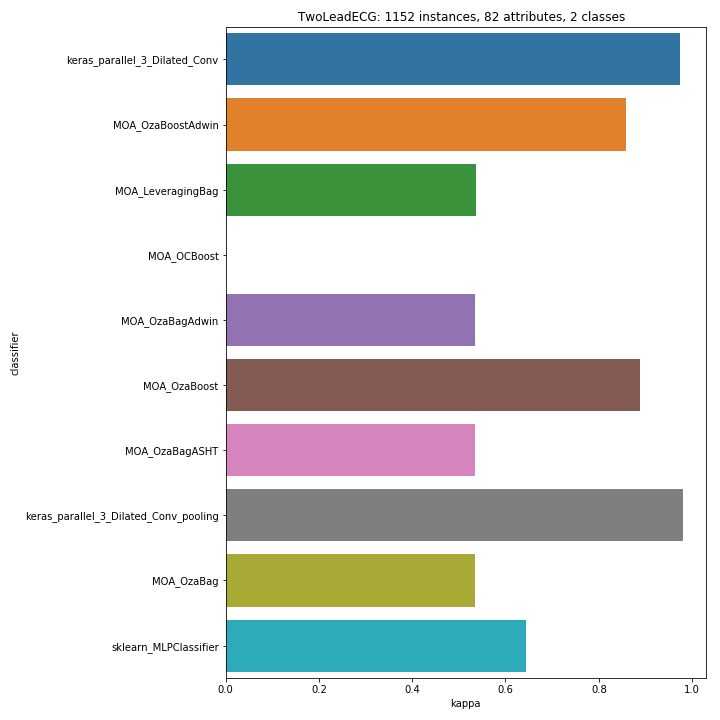 TwoLeadECG: 1152 instances, 82 attributes, 2 classes
classifier
keras_parallel_3_Dilated_Conv
MOA_OzaBoostAdwin
MOA_LeveragingBag
MOA_OCBoost
MOA_OzaBagAdwin
MOA_OzaBoost
MOA_OzaBagASHT
keras_parallel_3_Dilated_Conv_pooling
MOA_OzaBag
sklearn_MLPClassifier
0.0 0.2 0.4 0.6 0.8 1.0
kappa